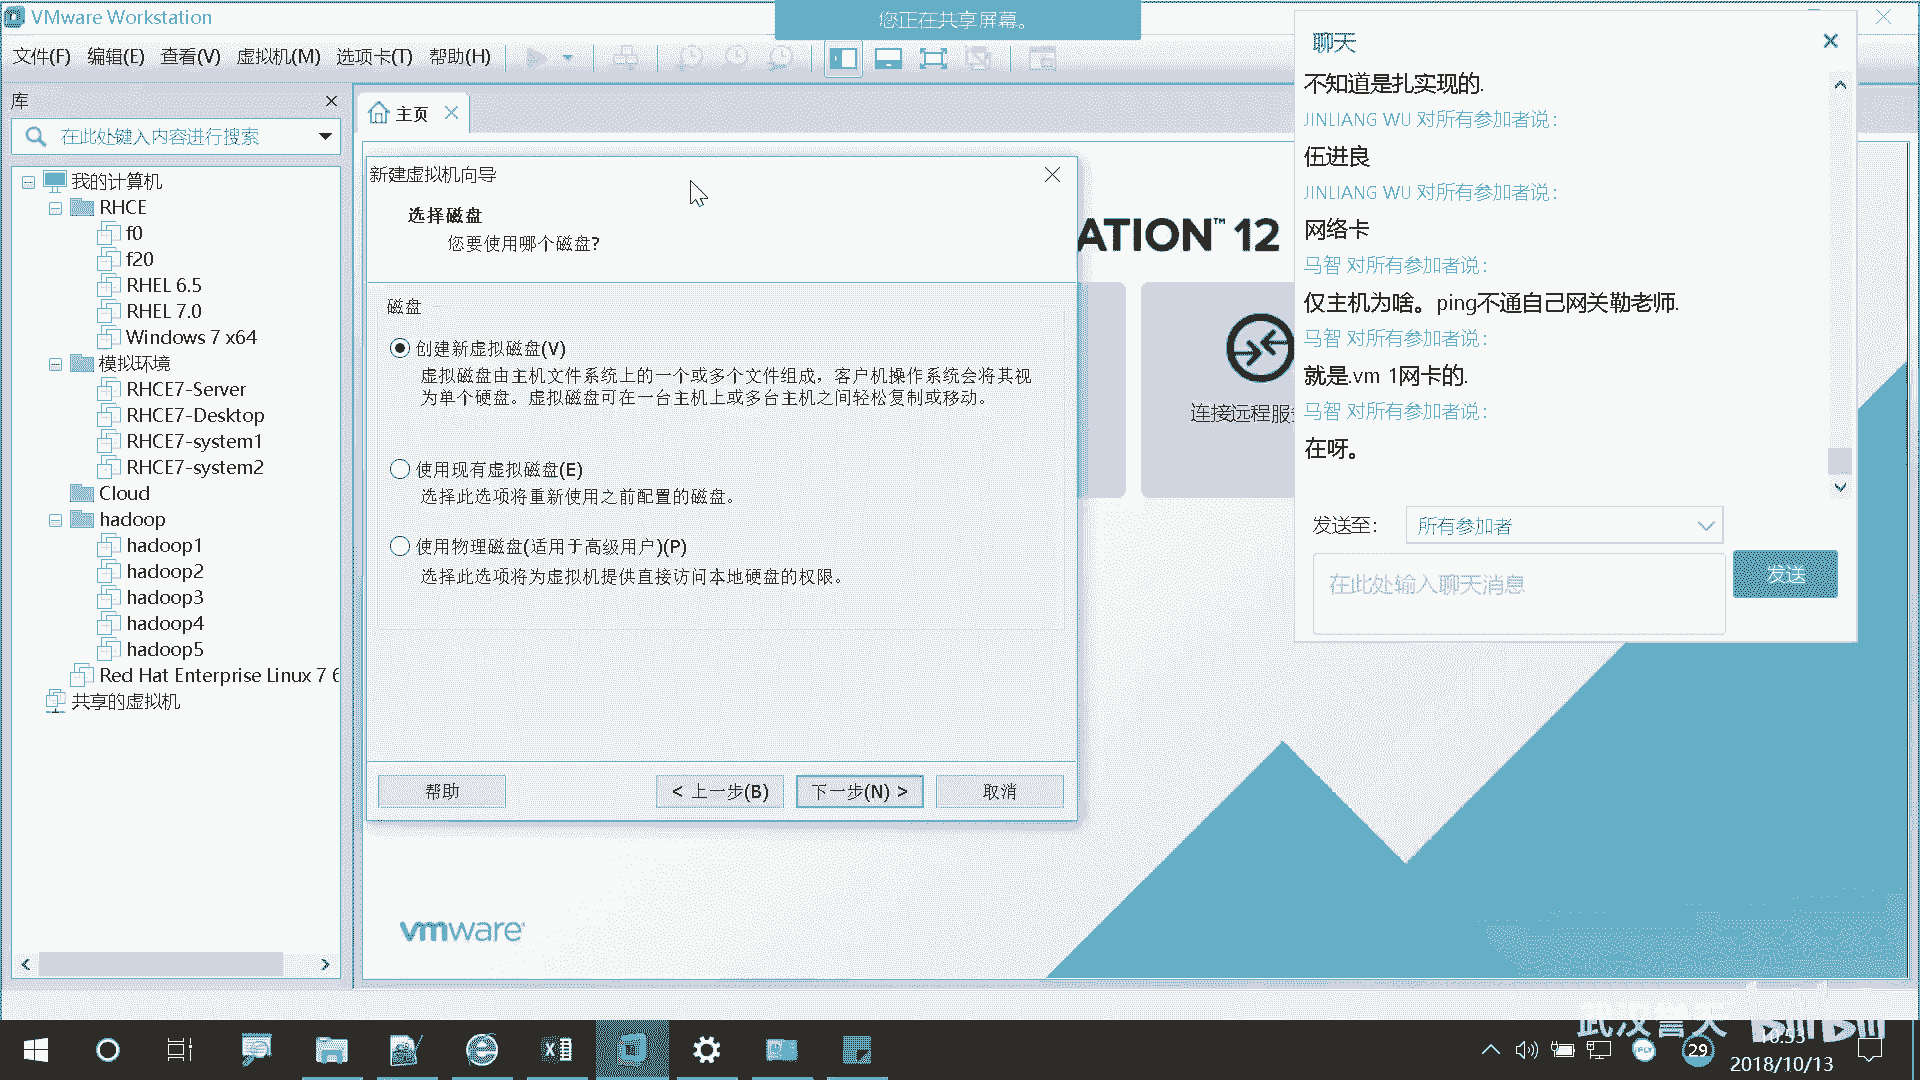 VMware Workstation
您正在共享屏幕。
文件(F) 编辑(E) 查看(V) 虚拟机(M) 选项卡(T) 帮助(H)
库
在此处键入内容进行搜索
我的计算机
RHCE
f0
f20
RHEL 6.5
RHEL 7.0
Windows 7 x64
模拟环境
RHCE7-Server
RHCE7-Desktop
RHCE7-system1
RHCE7-system2
Cloud
hadoop
hadoop1
hadoop2
hadoop3
hadoop4
hadoop5
Red Hat Enterprise Linux 7 6
共享的虚拟机
主页
ATION™ 12
连接远程服
新建虚拟机向导
选择磁盘
您要使用哪个磁盘?
磁盘
创建新虚拟磁盘(V)
虚拟磁盘由主机文件系统上的一个或多个文件组成，客户机操作系统会将其视
为单个硬盘。虚拟磁盘可在一台主机上或多台主机之间轻松复制或移动。
使用现有虚拟磁盘(E)
选择此选项将重新使用之前配置的磁盘。
使用物理磁盘(适用于高级用户)(P)
选择此选项将为虚拟机提供直接访问本地硬盘的权限。
帮助
< 上一步(B)
下一步(N) >
取消
vmware
聊天
不知道是扎实现的.
JINLIANG WU 对所有参加者说:
伍进良
JINLIANG WU 对所有参加者说:
网络卡
马智 对所有参加者说:
仅主机为啥。ping不通自己网关勒老师.
马智 对所有参加者说:
就是.vm 1网卡的.
马智 对所有参加者说:
在呀。
发送至:
所有参加者
在此处输入聊天消息
发送
武汉誉天
bilibili
29
2018/10/13